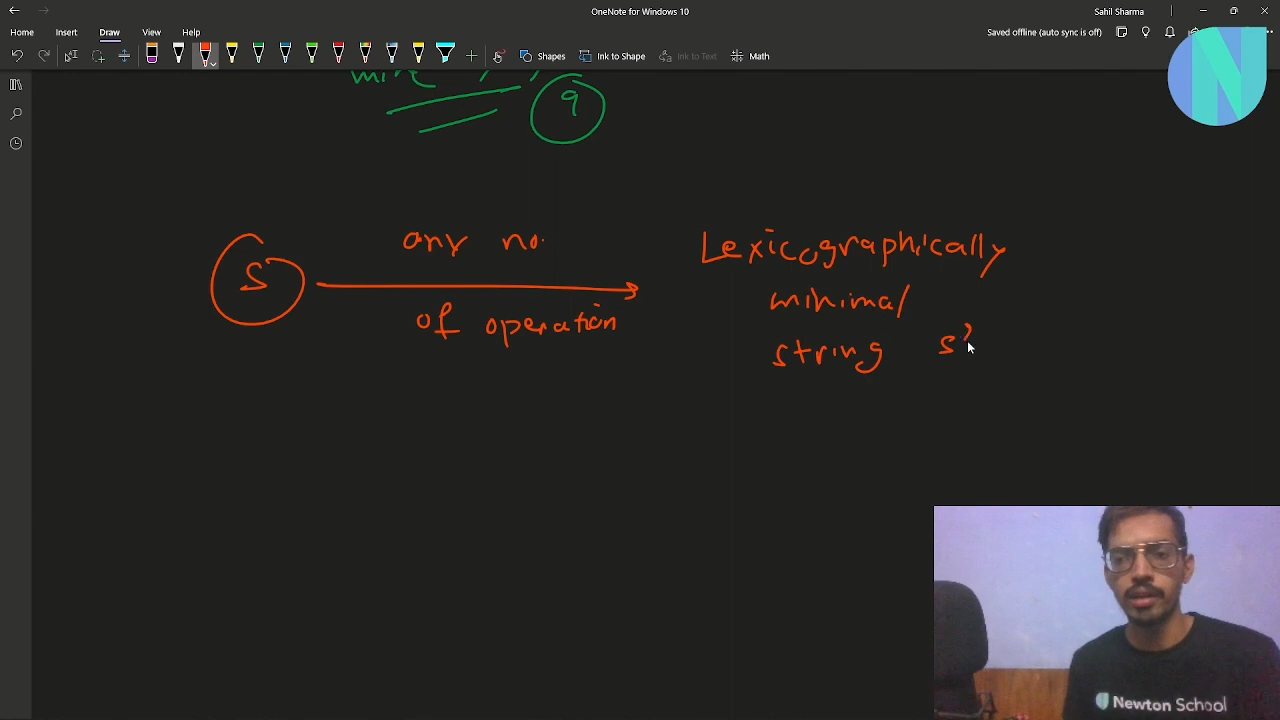 OneNote for Windows 10
Sahil Sharma
Home Insert Draw View Help
Saved offline (auto sync is off)
Shapes Ink to Shape Ink to Text Math
9
S
any no.
of operation
Lexicographically
minimal
string s'
Newton School